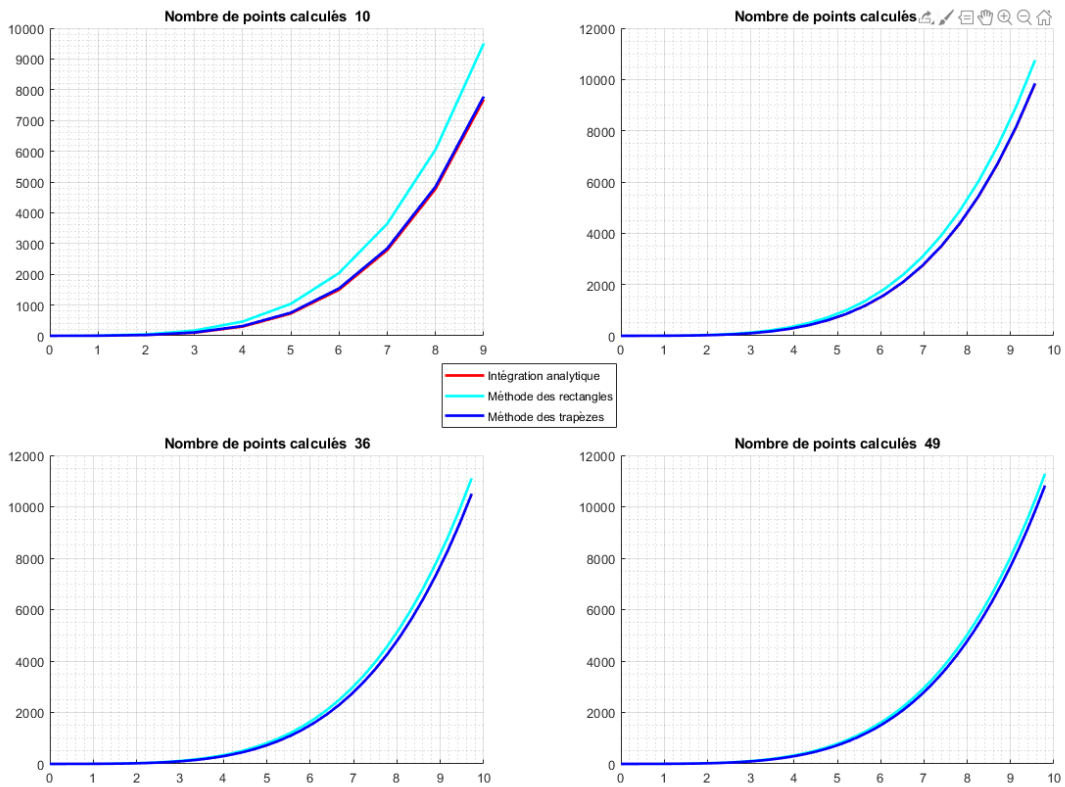 Nombre de points calculés 10
10000
9000
8000
7000
6000
5000
4000
3000
2000
1000
0
0 1 2 3 4 5 6 7 8 9
Nombre de points calculés
12000
10000
8000
6000
4000
2000
0
0 1 2 3 4 5 6 7 8 9 10
Intégration analytique
Méthode des rectangles
Méthode des trapèzes
Nombre de points calculés 36
12000
10000
8000
6000
4000
2000
0
0 1 2 3 4 5 6 7 8 9 10
Nombre de points calculés 49
12000
10000
8000
6000
4000
2000
0
0 1 2 3 4 5 6 7 8 9 10